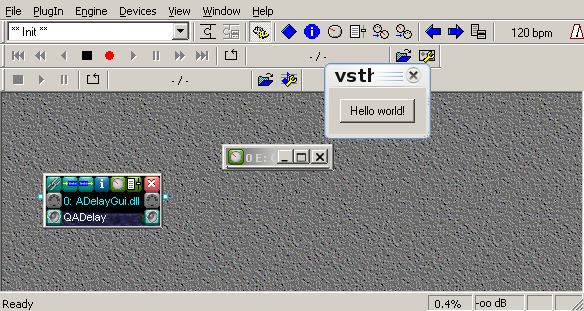 File PlugIn Engine Devices View Window Help
** Init ** 120 bpm
- / -
- / -
vsth
Hello world!
0 E:
0: ADelayGui.dll
QADelay
Ready 0.4% -oo dB